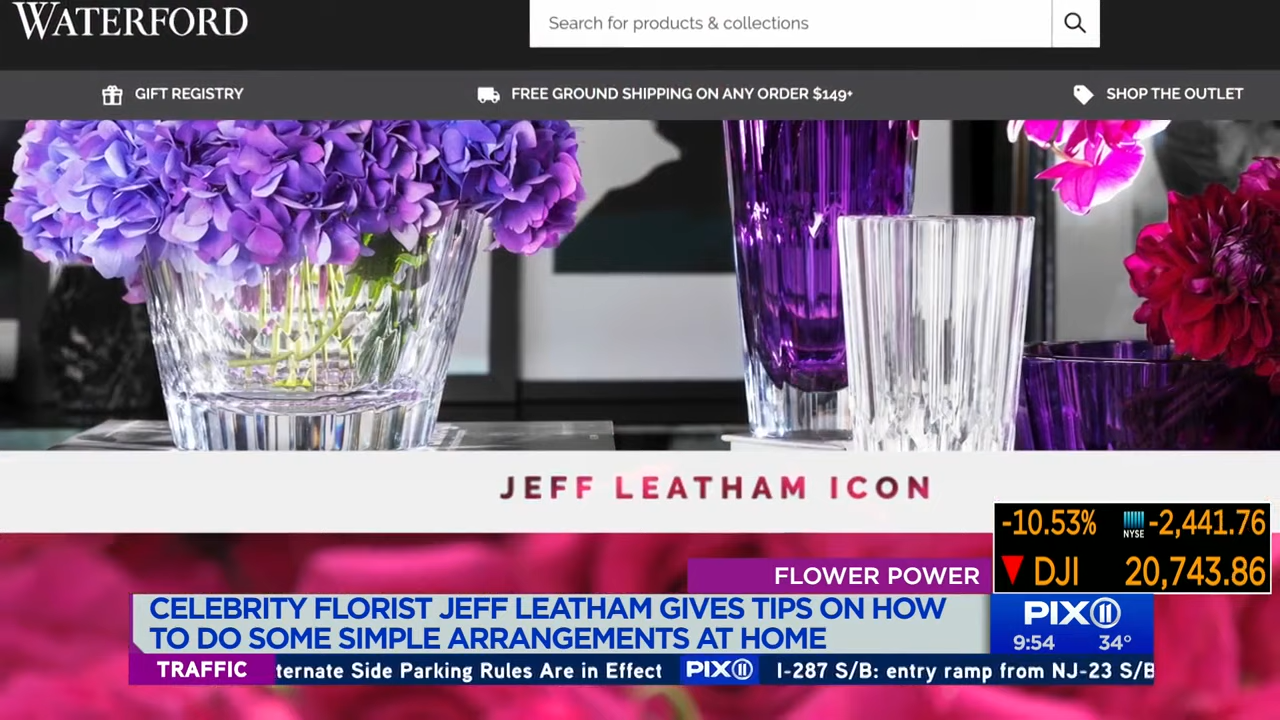 WATERFORD
Search for products & collections
GIFT REGISTRY
FREE GROUND SHIPPING ON ANY ORDER $149+
SHOP THE OUTLET
JEFF LEATHAM ICON
-10.53% NYSE -2,441.76
DJI 20,743.86
FLOWER POWER
CELEBRITY FLORIST JEFF LEATHAM GIVES TIPS ON HOW
TO DO SOME SIMPLE ARRANGEMENTS AT HOME
PIX11
9:54 34°
TRAFFIC ternate Side Parking Rules Are in Effect PIX11 I-287 S/B: entry ramp from NJ-23 S/B